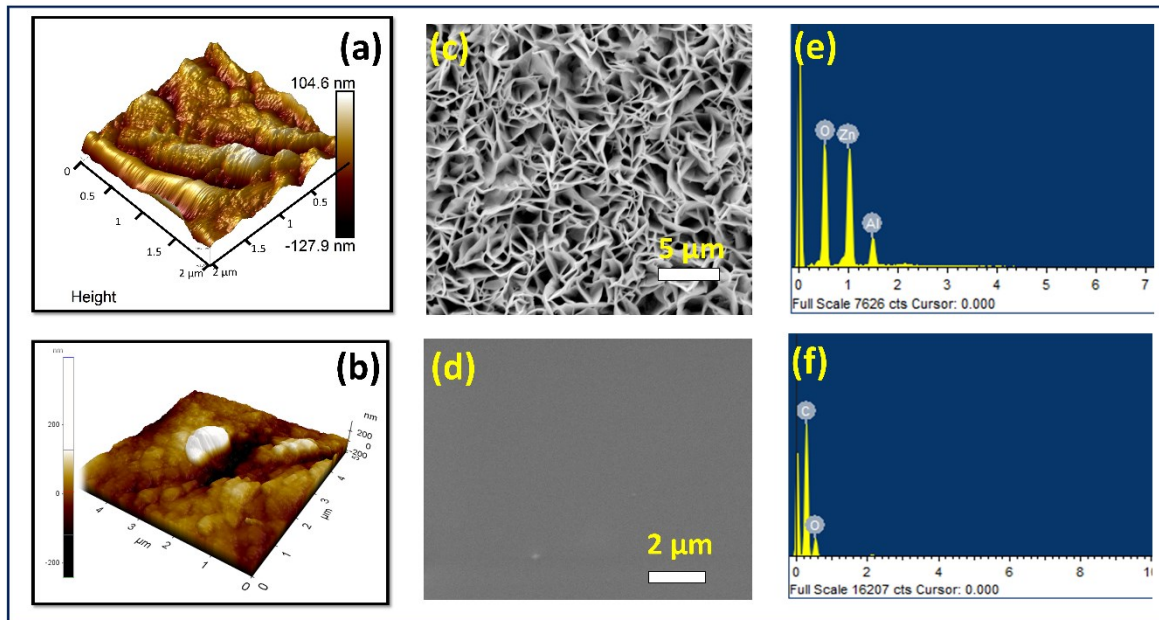 (a)
104.6 nm
-127.9 nm
0
0.5
1
1.5
2 µm
2 µm
1.5
1
0.5
Height
(b)
nm
200
0
-200
nm
200
0
-200
4
3
2
1
0
µm
4
3
2
1
0
µm
(c)
5 µm
(d)
2 µm
(e)
O
Zn
Al
0 1 2 3 4 5 6 7
Full Scale 7626 cts Cursor: 0.000
(f)
C
O
0 2 4 6 8 10
Full Scale 16207 cts Cursor: 0.000